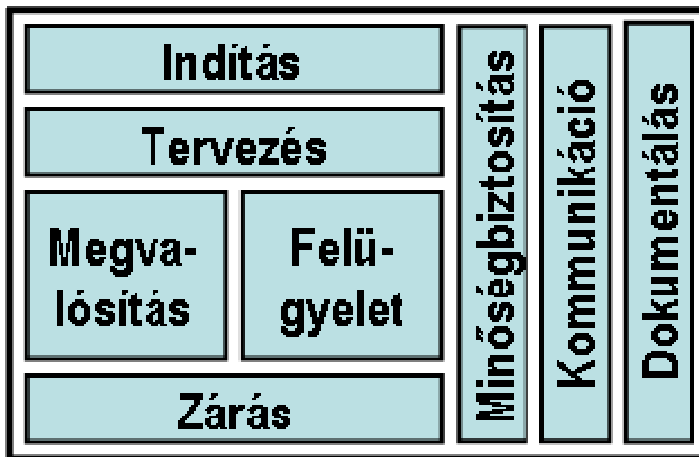 Indítás
Tervezés
Megva-
lósítás
Felü-
gyelet
Zárás
Minőségbiztosítás
Kommunikáció
Dokumentálás